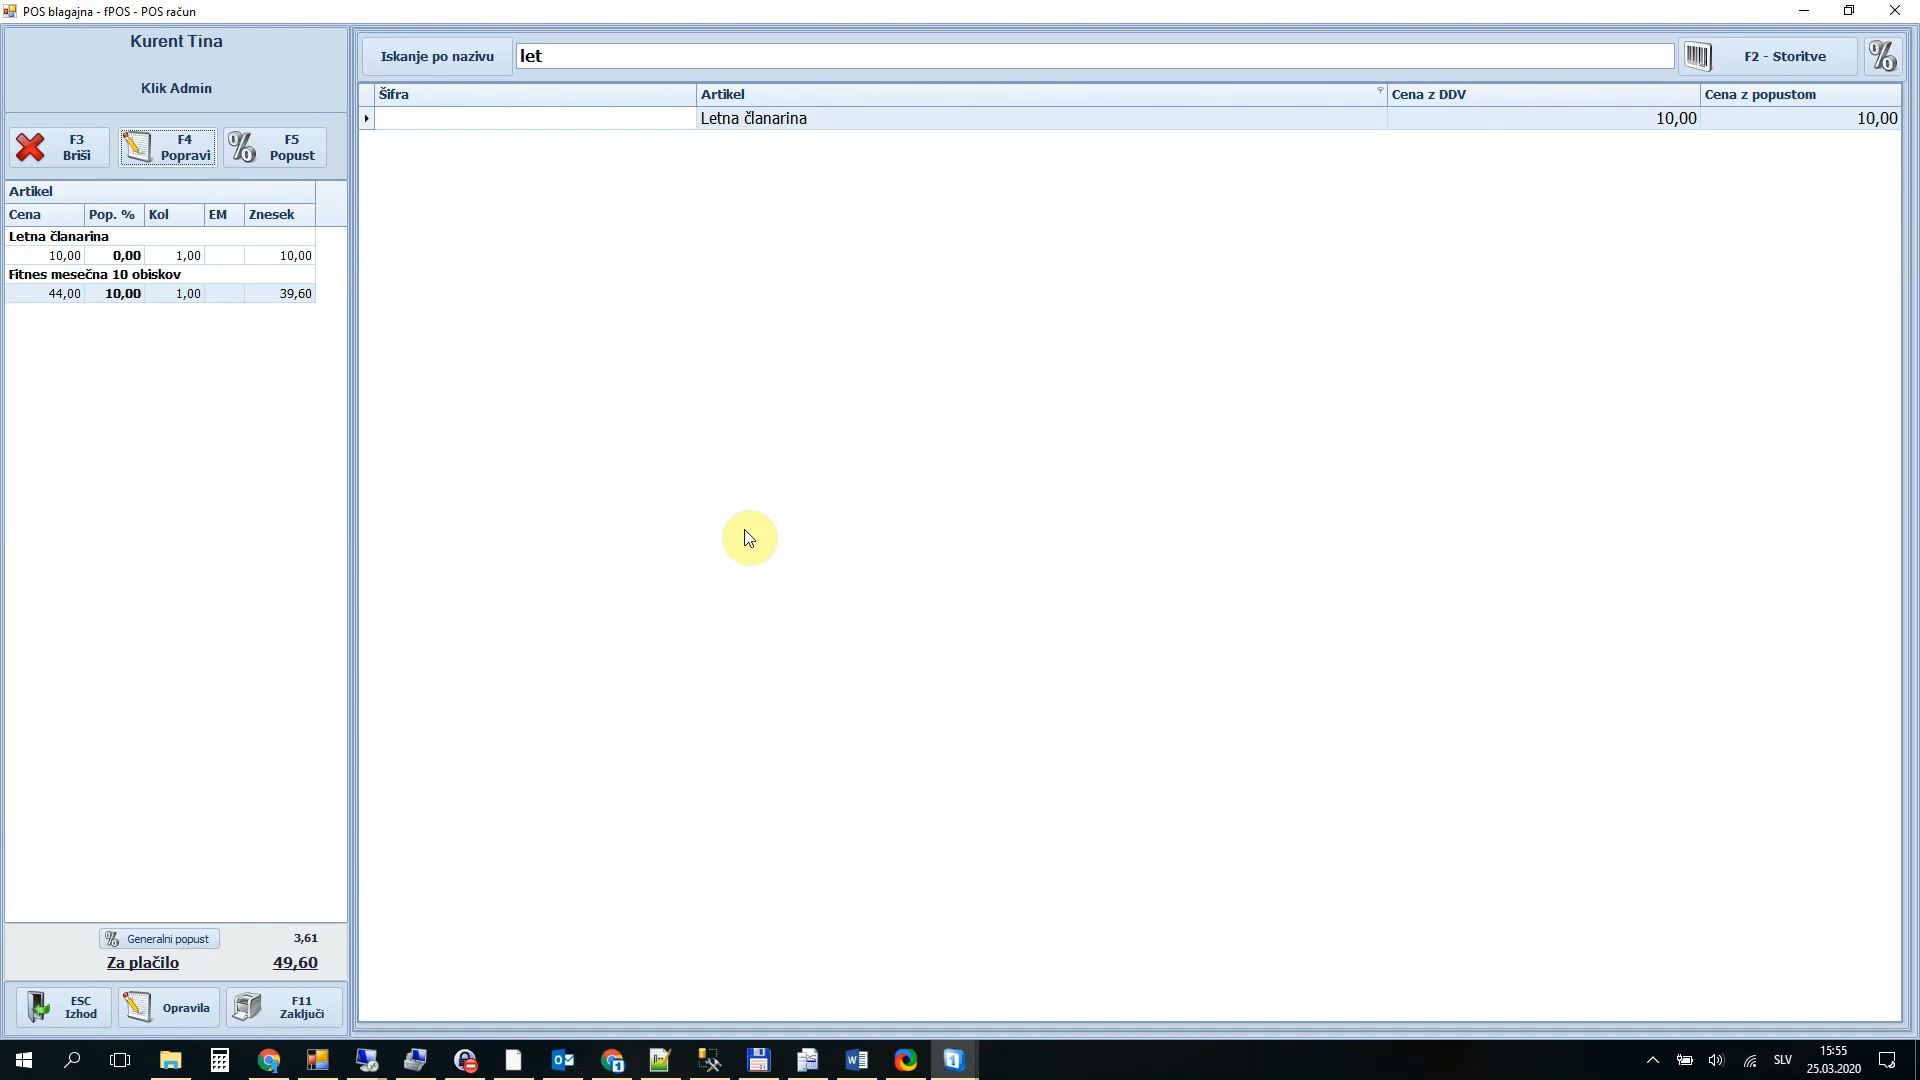 POS blagajna - fPOS - POS račun
Kurent Tina
Klik Admin
F3
Briši
F4
Popravi
F5
Popust
Artikel
Cena Pop. % Kol EM Znesek
Letna članarina
10,00 0,00 1,00 10,00
Fitnes mesečna 10 obiskov
44,00 10,00 1,00 39,60
Generalni popust 3,61
Za plačilo 49,60
ESC
Izhod
Opravila
F11
Zaključi
Iskanje po nazivu let F2 - Storitve
Šifra Artikel Cena z DDV Cena z popustom
Letna članarina 10,00 10,00
SLV
15:55
25.03.2020